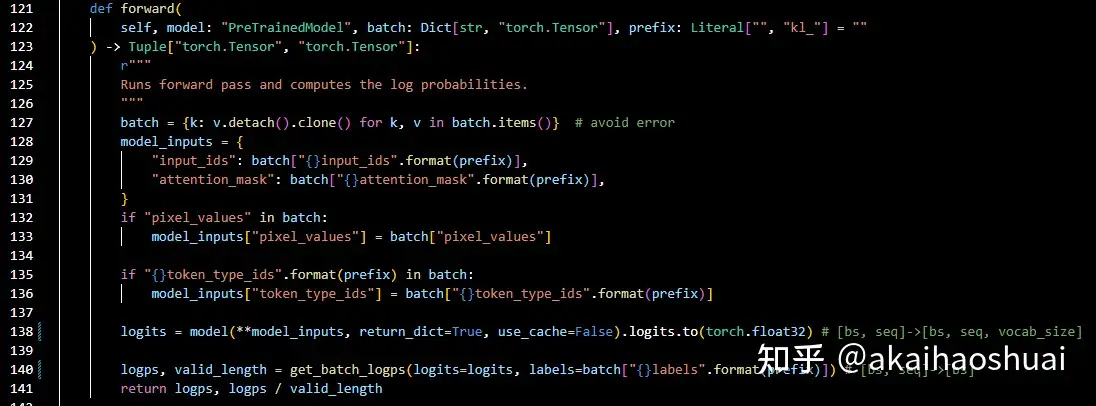 121 def forward(
122 self, model: "PreTrainedModel", batch: Dict[str, "torch.Tensor"], prefix: Literal["", "kl_"] = ""
123 ) -> Tuple["torch.Tensor", "torch.Tensor"]:
124 r"""
125 Runs forward pass and computes the log probabilities.
126 """
127 batch = {k: v.detach().clone() for k, v in batch.items()}  # avoid error
128 model_inputs = {
129 "input_ids": batch["{}input_ids".format(prefix)],
130 "attention_mask": batch["{}attention_mask".format(prefix)],
131 }
132 if "pixel_values" in batch:
133 model_inputs["pixel_values"] = batch["pixel_values"]
134
135 if "{}token_type_ids".format(prefix) in batch:
136 model_inputs["token_type_ids"] = batch["{}token_type_ids".format(prefix)]
137
138 logits = model(**model_inputs, return_dict=True, use_cache=False).logits.to(torch.float32) # [bs, seq]->[bs, seq, vocab_size]
139
140 logps, valid_length = get_batch_logps(logits=logits, labels=batch["{}labels".format(prefix)]) # [bs, seq]->[bs]
141 return logps, logps / valid_length
知乎 @akaihaoshuai